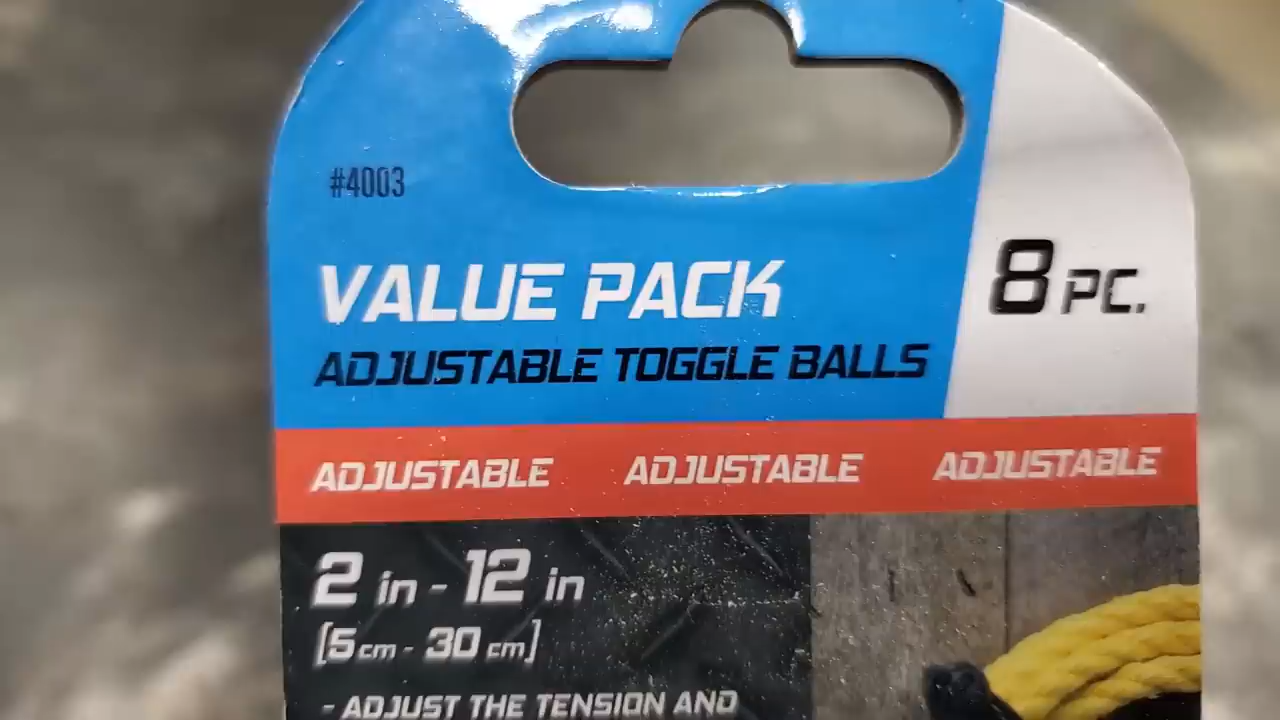 #4003
VALUE PACK
8 PC.
ADJUSTABLE TOGGLE BALLS
ADJUSTABLE ADJUSTABLE ADJUSTABLE
2 in - 12 in
[5 cm - 30 cm]
- ADJUST THE TENSION AND